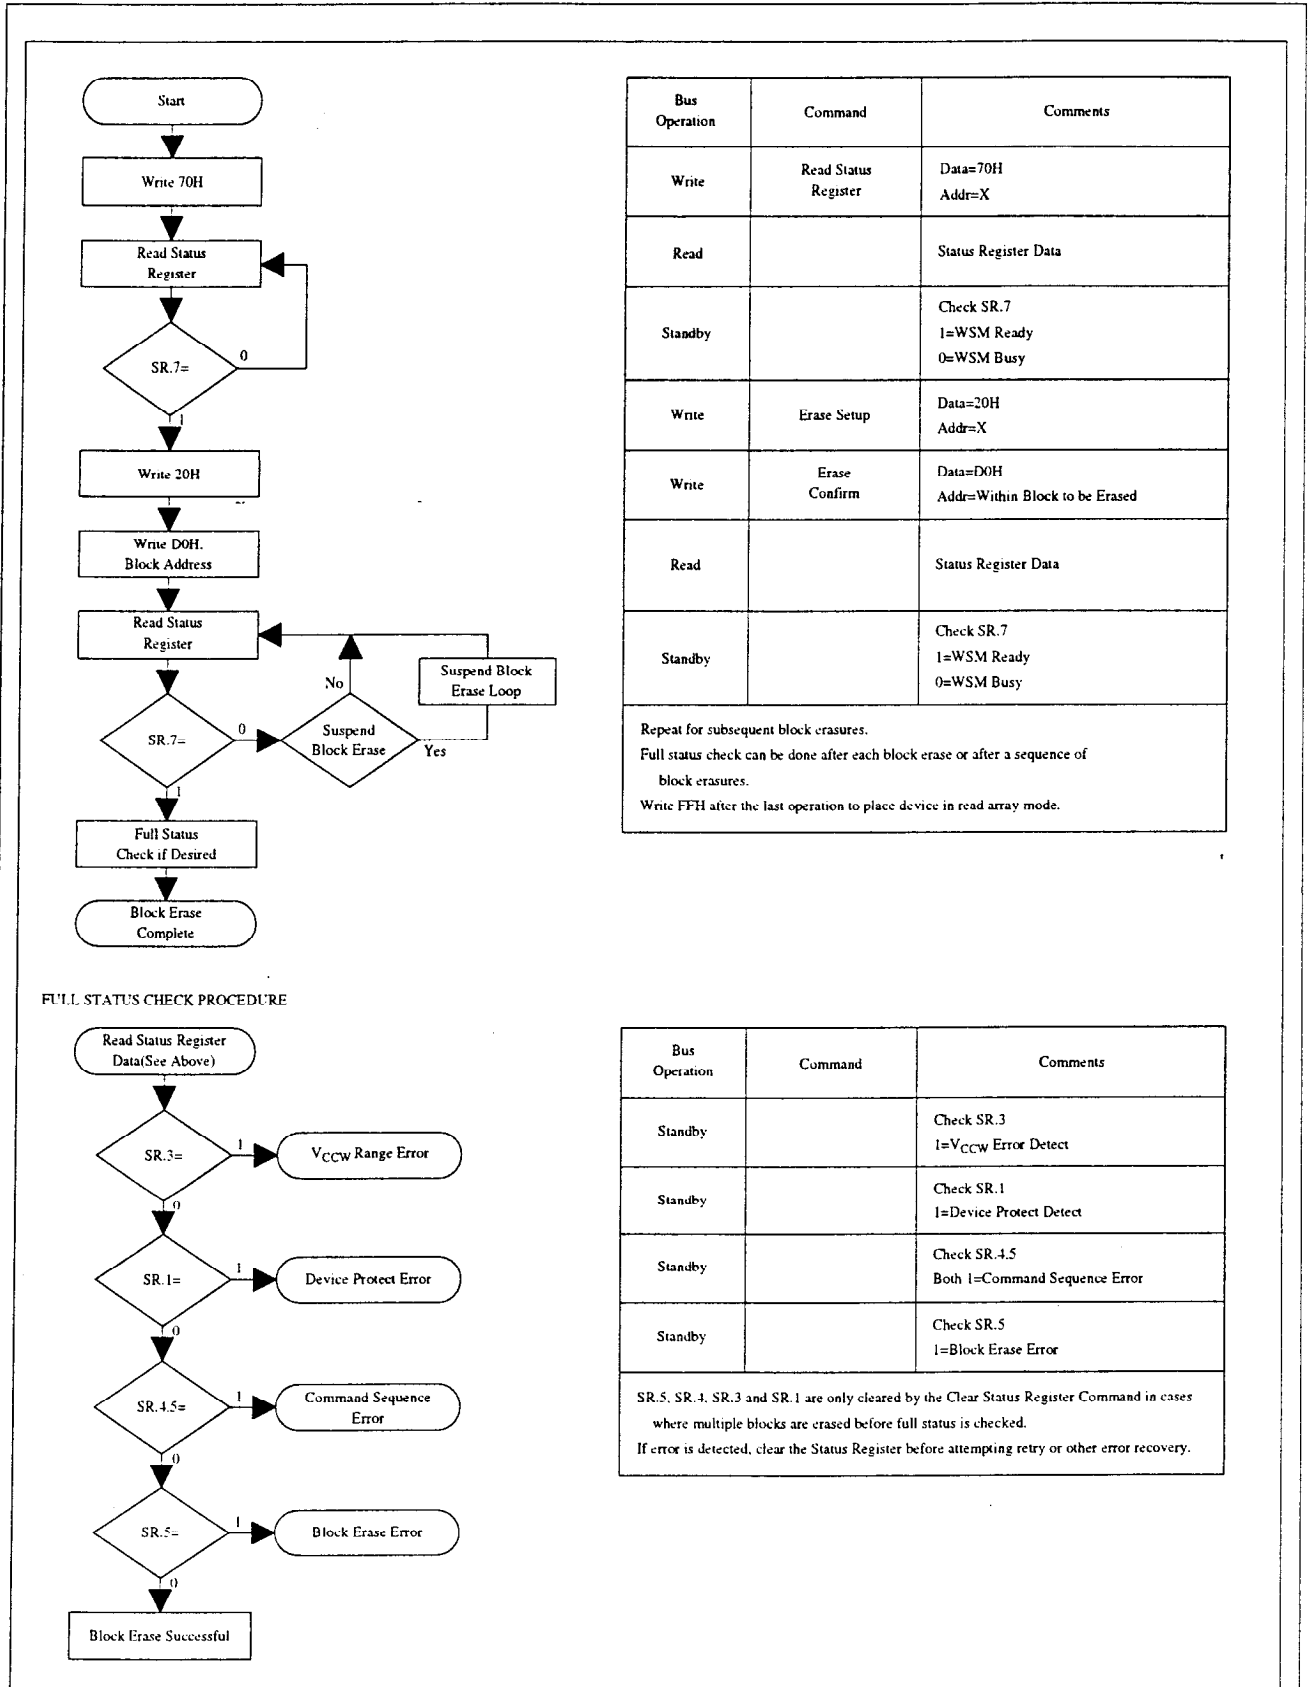 Start
Write 70H
Read Status
Register
0
SR.7=
1
Write 20H
Write D0H.
Block Address
Read Status
Register
No
Suspend Block
Erase Loop
SR.7=
0
Suspend
Block Erase
Yes
1
Full Status
Check if Desired
Block Erase
Complete
Bus
Operation
Command
Comments
Write
Read Status
Register
Data=70H
Addr=X
Read
Status Register Data
Standby
Check SR.7
1=WSM Ready
0=WSM Busy
Write
Erase Setup
Data=20H
Addr=X
Write
Erase
Confirm
Data=D0H
Addr=Within Block to be Erased
Read
Status Register Data
Standby
Check SR.7
1=WSM Ready
0=WSM Busy
Repeat for subsequent block erasures.
Full status check can be done after each block erase or after a sequence of
block erasures.
Write FFH after the last operation to place device in read array mode.
FULL STATUS CHECK PROCEDURE
Read Status Register
Data(See Above)
SR.3=
1
VCCW Range Error
0
SR.1=
1
Device Protect Error
0
SR.4.5=
1
Command Sequence
Error
0
SR.5=
1
Block Erase Error
0
Block Erase Successful
Bus
Operation
Command
Comments
Standby
Check SR.3
1=VCCW Error Detect
Standby
Check SR.1
1=Device Protect Detect
Standby
Check SR.4.5
Both 1=Command Sequence Error
Standby
Check SR.5
1=Block Erase Error
SR.5, SR.4, SR.3 and SR.1 are only cleared by the Clear Status Register Command in cases
where multiple blocks are erased before full status is checked.
If error is detected, clear the Status Register before attempting retry or other error recovery.